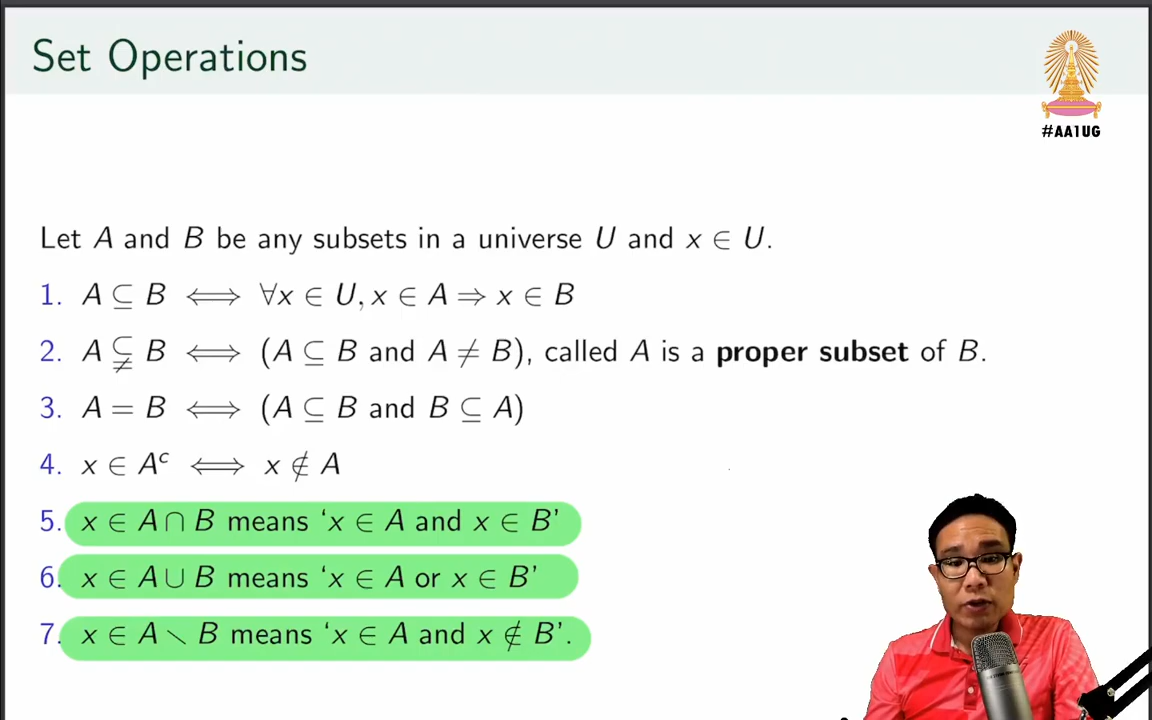 Set Operations
#AA1UG
Let A and B be any subsets in a universe U and x ∈ U.
1. A ⊆ B ⟺ ∀x ∈ U, x ∈ A ⇒ x ∈ B
2. A ⊊ B ⟺ (A ⊆ B and A ≠ B), called A is a proper subset of B.
3. A = B ⟺ (A ⊆ B and B ⊆ A)
4. x ∈ Aᶜ ⟺ x ∉ A
5. x ∈ A ∩ B means ‘x ∈ A and x ∈ B’
6. x ∈ A ∪ B means ‘x ∈ A or x ∈ B’
7. x ∈ A ∖ B means ‘x ∈ A and x ∉ B’.